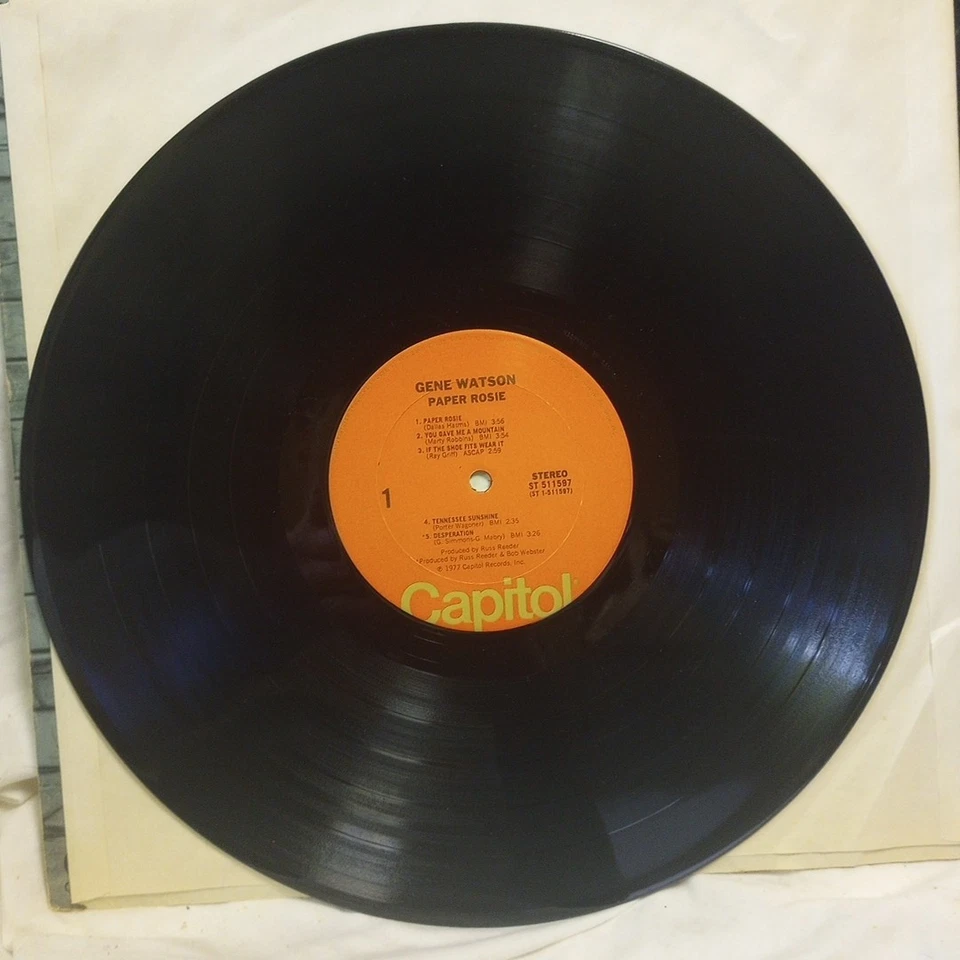 GENE WATSON
PAPER ROSIE
1. PAPER ROSIE
(Dallas Harms) BMI 3:56
2. YOU GAVE ME A MOUNTAIN
(Marty Robbins) BMI 3:54
3. IF THE SHOE FITS WEAR IT
(Ray Griff) ASCAP 2:59
STEREO
ST 511597
(ST 1-511597)
1
4. TENNESSEE SUNSHINE
(Porter Wagoner) BMI 2:35
*5. DESPERATION
(G. Simmons-G. Mabry) BMI 3:26
Produced by Russ Reeder
*Produced by Russ Reeder & Bob Webster
℗ 1977 Capitol Records, Inc.
Capitol